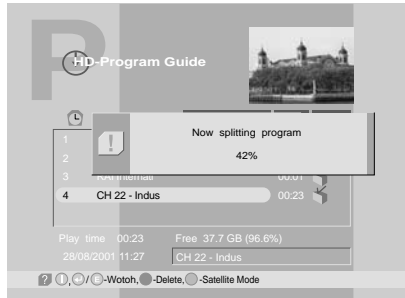 P
HD-Program Guide
Now splitting program
42%
1
2
3 RAI Internati 00:01
4 CH 22 - Indus 00:23
Play time 00:23 Free 37.7 GB (96.6%)
28/08/2001 11:27 CH 22 - Indus
? / E -Wotoh, -Delete, -Satellite Mode